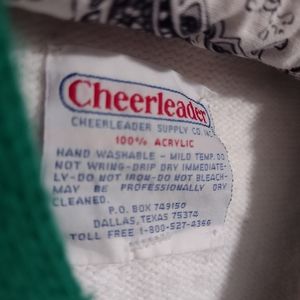 Cheerleader
CHEERLEADER SUPPLY CO. INC.
100% ACRYLIC
HAND WASHABLE - MILD TEMP. DO
NOT WRING-DRIP DRY IMMEDIATE-
LY-DO NOT IRON-DO NOT BLEACH-
MAY BE PROFESSIONALLY DRY
CLEANED.
P.O. BOX 749150
DALLAS, TEXAS 75374
TOLL FREE 1-800-527-4366